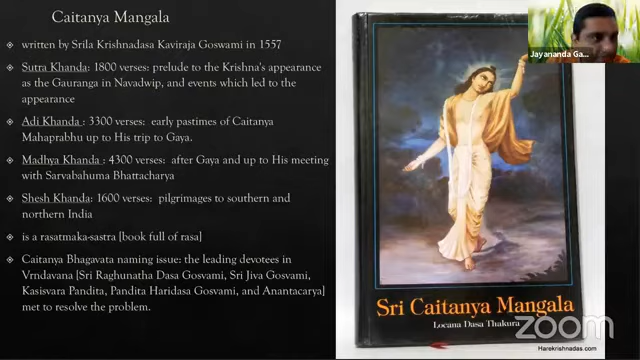 Caitanya Mangala
written by Srila Krishnadasa Kaviraja Goswami in 1557
Sutra Khanda: 1800 verses: prelude to the Krishna's appearance
as the Gauranga in Navadwip, and events which led to the
appearance
Adi Khanda : 3300 verses: early pastimes of Caitanya
Mahaprabhu up to His trip to Gaya.
Madhya Khanda : 4300 verses: after Gaya and up to His meeting
with Sarvabahuma Bhattacharya
Shesh Khanda: 1600 verses: pilgrimages to southern and
northern India
is a rasatmaka-sastra [book full of rasa]
Caitanya Bhagavata naming issue: the leading devotees in
Vrndavana [Sri Raghunatha Dasa Gosvami, Sri Jiva Gosvami,
Kasisvara Pandita, Pandita Haridasa Gosvami, and Anantacarya]
met to resolve the problem.
Jayananda Ga...
Sri Caitanya Mangala
Locana Dasa Thakura
zoom
Harekrishnadas.com